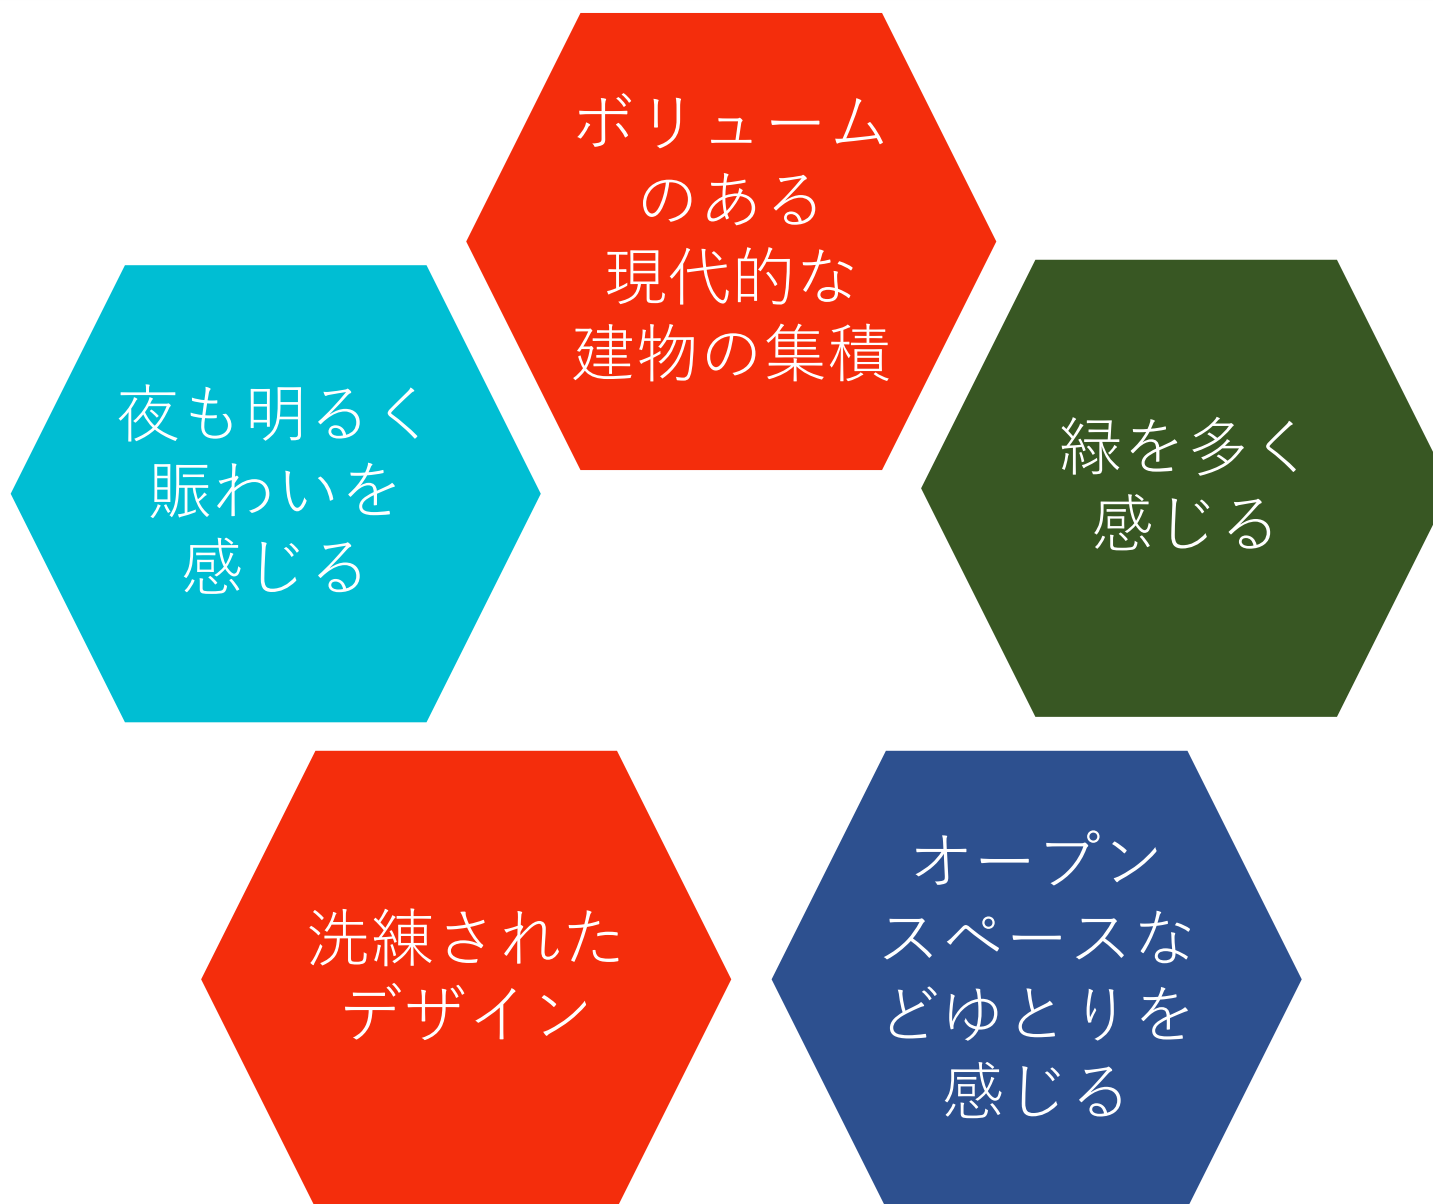 ボリューム
のある
現代的な
建物の集積
夜も明るく
賑わいを
感じる
緑を多く
感じる
洗練された
デザイン
オープン
スペースな
どゆとりを
感じる